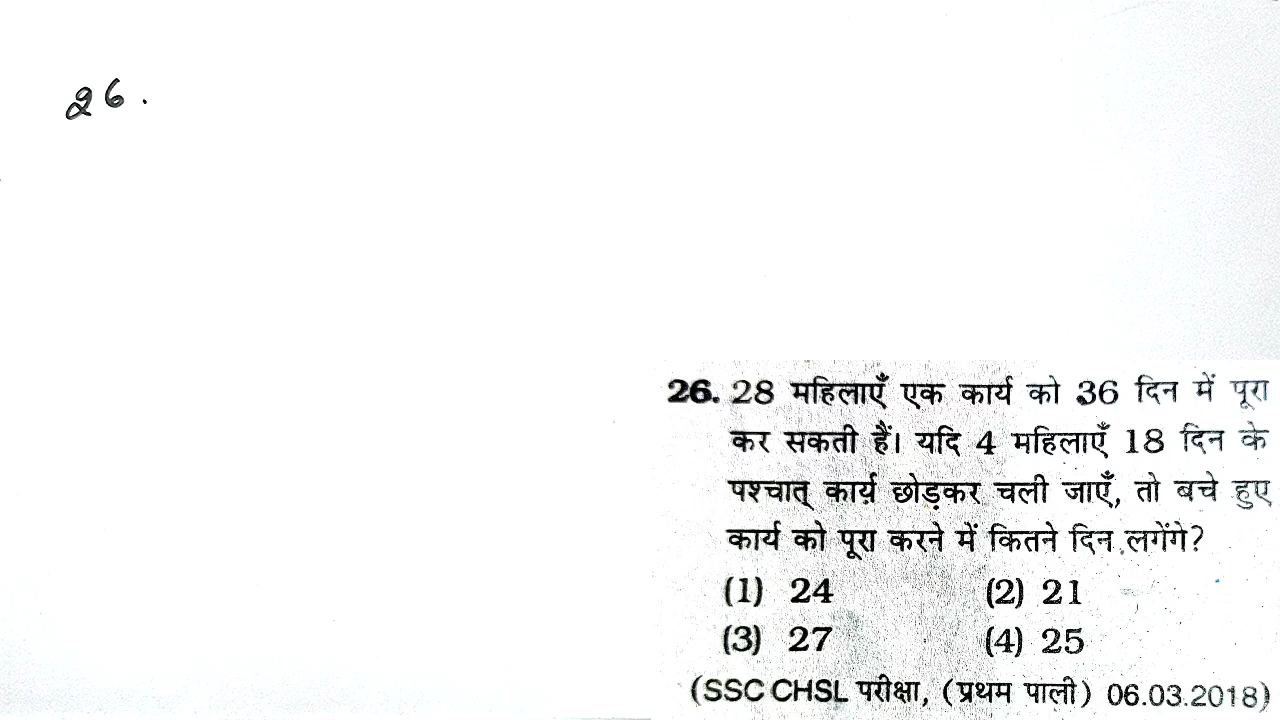 26.
26. 28 महिलाएँ एक कार्य को 36 दिन में पूरा
कर सकती हैं। यदि 4 महिलाएँ 18 दिन के
पश्चात् कार्य छोड़कर चली जाएँ, तो बचे हुए
कार्य को पूरा करने में कितने दिन लगेंगे?
(1) 24 (2) 21
(3) 27 (4) 25
(SSC CHSL परीक्षा, (प्रथम पाली) 06.03.2018)